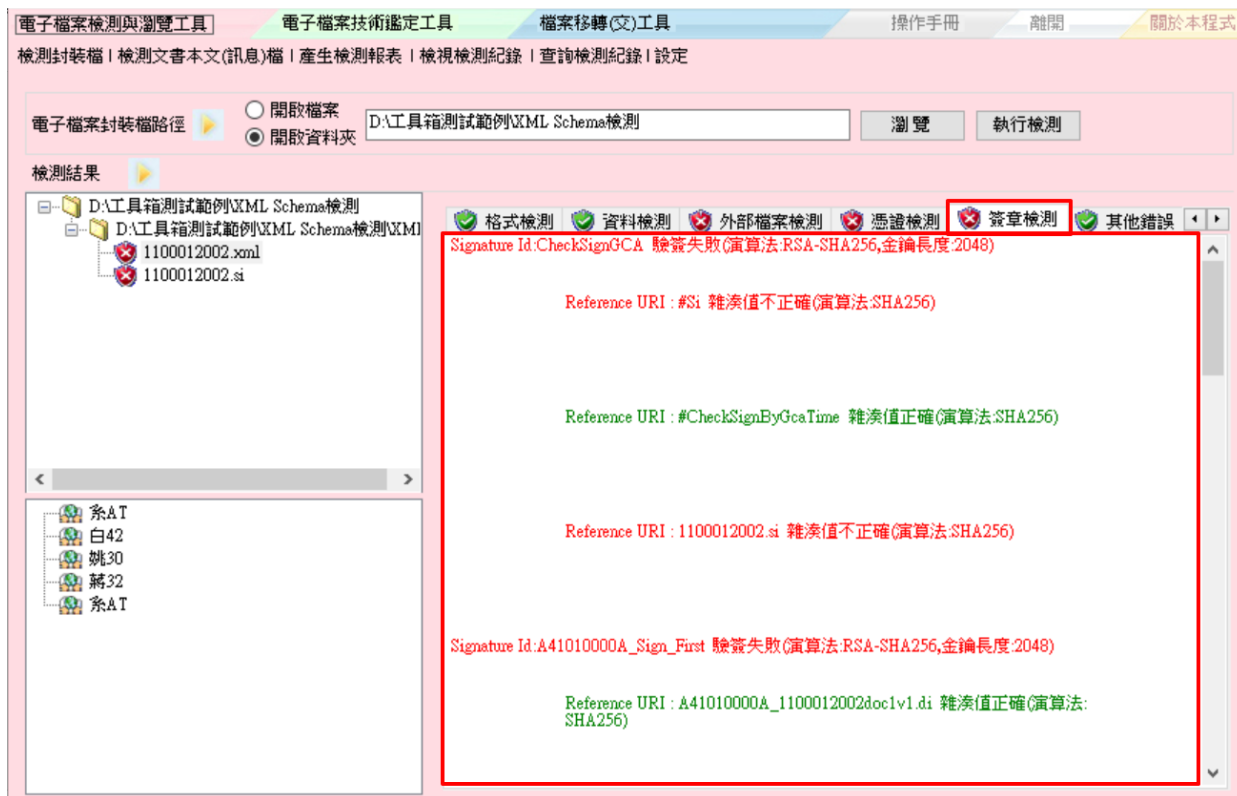 電子檔案檢測與瀏覽工具 電子檔案技術鑑定工具 檔案移轉(交)工具 操作手冊 離開 關於本程式
檢測封裝檔 | 檢測文書本文(訊息)檔 | 產生檢測報表 | 檢視檢測紀錄 | 查詢檢測紀錄 | 設定
電子檔案封裝檔路徑
開啟檔案
開啟資料夾
D:\工具箱測試範例\XML Schema檢測
瀏覽 執行檢測
檢測結果
D:\工具箱測試範例\XML Schema檢測
D:\工具箱測試範例\XML Schema檢測\XMl
1100012002.xml
1100012002.si
糸AT
白42
姚30
蔣32
糸AT
格式檢測 資料檢測 外部檔案檢測 憑證檢測 簽章檢測 其他錯誤
Signature Id:CheckSignGCA 驗簽失敗(演算法:RSA-SHA256,金鑰長度:2048)
Reference URI : #Si 雜湊值不正確(演算法:SHA256)
Reference URI : #CheckSignByGcaTime 雜湊值正確(演算法:SHA256)
Reference URI : 1100012002.si 雜湊值不正確(演算法:SHA256)
Signature Id:A41010000A_Sign_First 驗簽失敗(演算法:RSA-SHA256,金鑰長度:2048)
Reference URI : A41010000A_1100012002doc1v1.di 雜湊值正確(演算法:
SHA256)